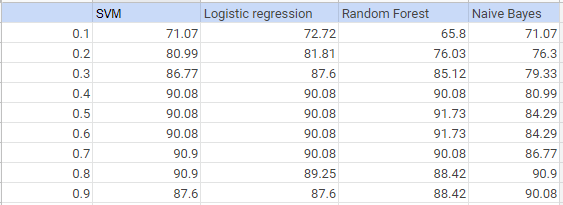 SVM Logistic regression Random Forest Naive Bayes
0.1 71.07 72.72 65.8 71.07
0.2 80.99 81.81 76.03 76.3
0.3 86.77 87.6 85.12 79.33
0.4 90.08 90.08 90.08 80.99
0.5 90.08 90.08 91.73 84.29
0.6 90.08 90.08 91.73 84.29
0.7 90.9 90.08 90.08 86.77
0.8 90.9 89.25 88.42 90.9
0.9 87.6 87.6 88.42 90.08